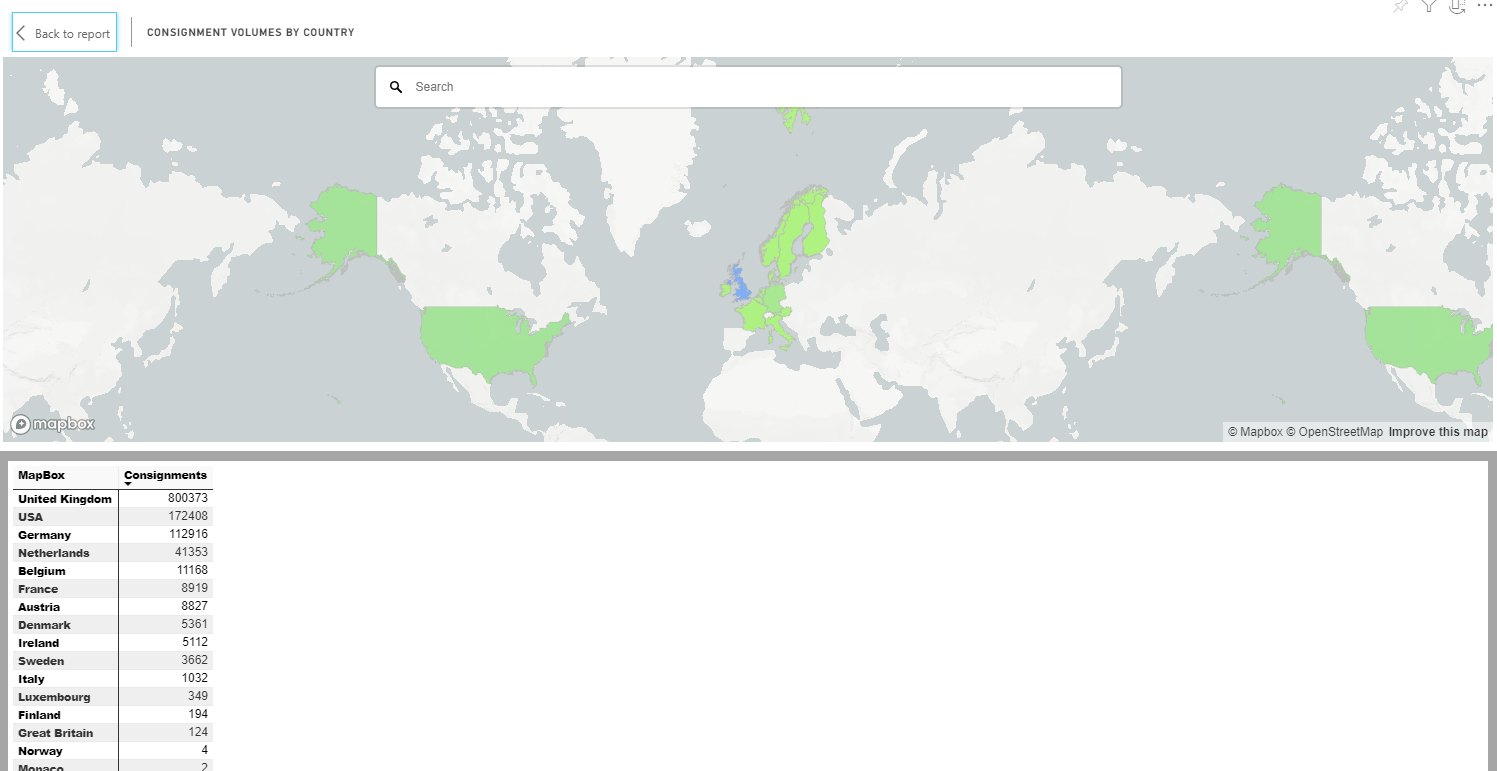 Back to report
CONSIGNMENT VOLUMES BY COUNTRY
Search
mapbox
© Mapbox © OpenStreetMap Improve this map
MapBox Consignments
United Kingdom 800373
USA 172408
Germany 112916
Netherlands 41353
Belgium 11168
France 8919
Austria 8827
Denmark 5361
Ireland 5112
Sweden 3662
Italy 1032
Luxembourg 349
Finland 194
Great Britain 124
Norway 4
Monaco 2